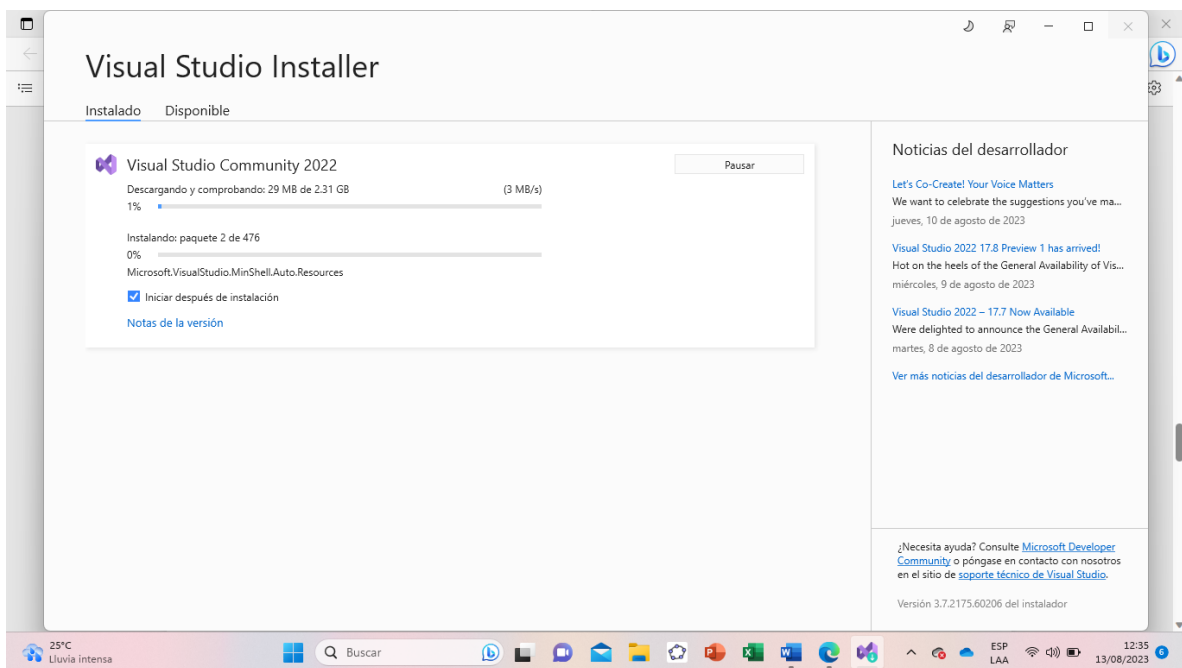 Visual Studio Installer
Instalado Disponible
Visual Studio Community 2022
Pausar
Descargando y comprobando: 29 MB de 2.31 GB (3 MB/s)
1%
Instalando: paquete 2 de 476
0%
Microsoft.VisualStudio.MinShell.Auto.Resources
Iniciar después de instalación
Notas de la versión
Noticias del desarrollador
Let's Co-Create! Your Voice Matters
We want to celebrate the suggestions you've ma...
jueves, 10 de agosto de 2023
Visual Studio 2022 17.8 Preview 1 has arrived!
Hot on the heels of the General Availability of Vis...
miércoles, 9 de agosto de 2023
Visual Studio 2022 – 17.7 Now Available
Were delighted to announce the General Availabil...
martes, 8 de agosto de 2023
Ver más noticias del desarrollador de Microsoft...
¿Necesita ayuda? Consulte Microsoft Developer
Community o póngase en contacto con nosotros
en el sitio de soporte técnico de Visual Studio.
Versión 3.7.2175.60206 del instalador
25°C
Lluvia intensa
Buscar
ESP
LAA
12:35
13/08/2023
6